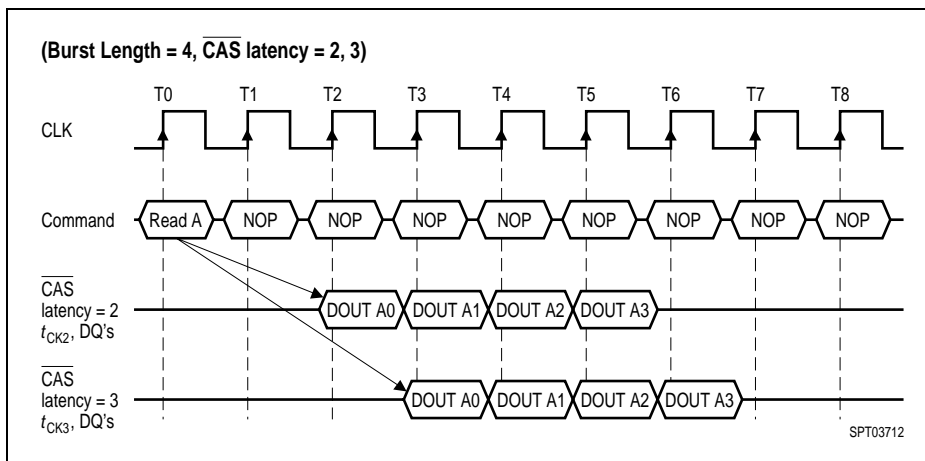 (Burst Length = 4, CAS latency = 2, 3)
T0 T1 T2 T3 T4 T5 T6 T7 T8
CLK
Command Read A NOP NOP NOP NOP NOP NOP NOP NOP
CAS
latency = 2 DOUT A0 DOUT A1 DOUT A2 DOUT A3
tCK2, DQ's
CAS
latency = 3 DOUT A0 DOUT A1 DOUT A2 DOUT A3
tCK3, DQ's
SPT03712